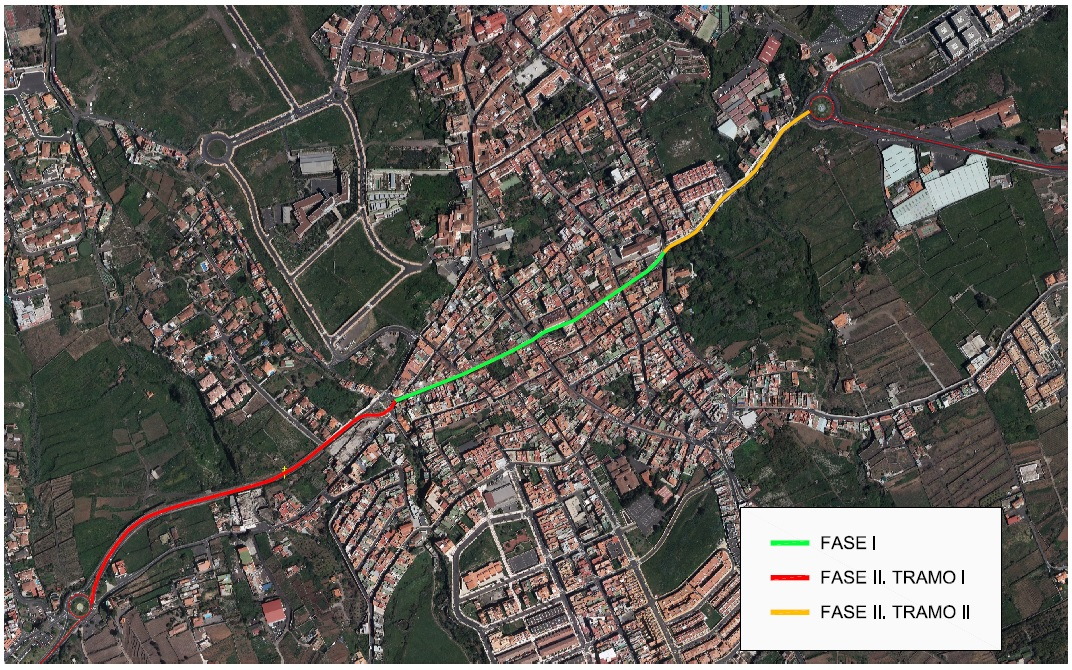 FASE I
FASE II. TRAMO I
FASE II. TRAMO II